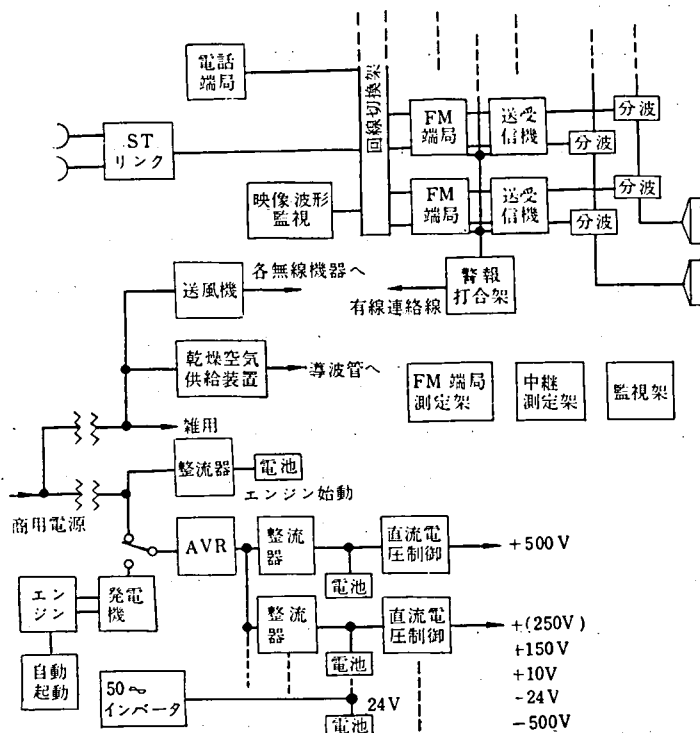 電話
端局
ST
リンク
映像波形
監視
回線切換架
FM
端局
送受
信機
分波
分波
FM
端局
送受
信機
分波
分波
警報
打合架
有線連絡線
送風機
各無線機器へ
乾燥空気
供給装置
導波管へ
雑用
FM 端局
測定架
中継
測定架
監視架
整流器
電池
エンジン始動
商用電源
AVR
整流
器
電池
直流電
圧制御
+500V
エン
ジン
発電
機
自動
起動
整流
器
電池
直流電
圧制御
+(250V)
+150V
+10V
-24V
-500V
50~
インバータ
24V
電池